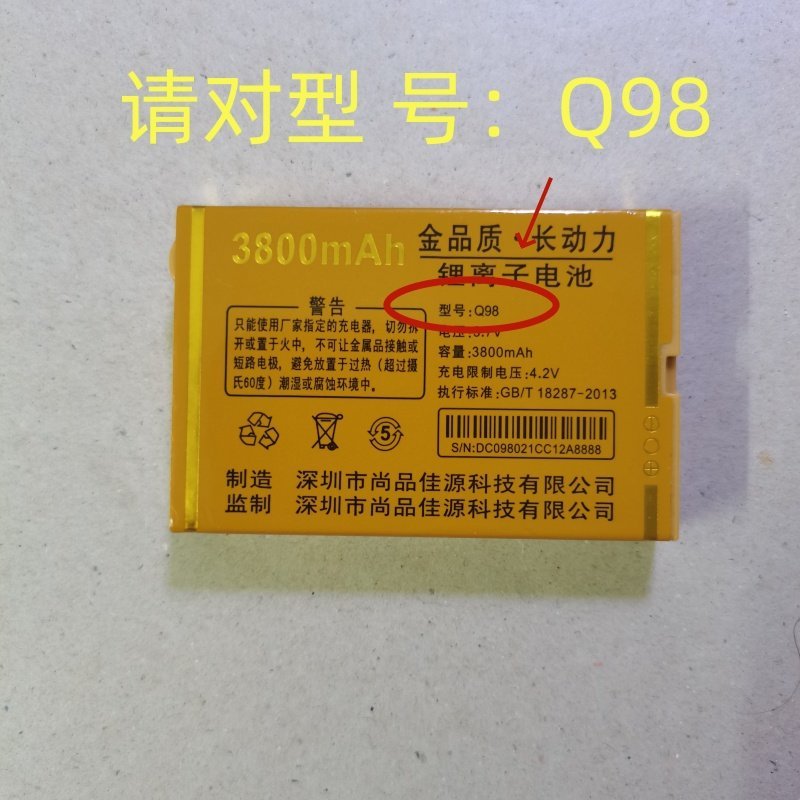 请对型 号：Q98
3800mAh
金品质·长动力
锂离子电池
警告
只能使用厂家指定的充电器，切勿拆
开或置于火中，不可让金属品接触或
短路电极，避免放置于过热（超过摄
氏60度）潮湿或腐蚀环境中。
型号:Q98
电压:3.7V
容量:3800mAh
充电限制电压:4.2V
执行标准:GB/T 18287-2013
5
S/N:DC098021CC12A8888
制造 深圳市尚品佳源科技有限公司
监制 深圳市尚品佳源科技有限公司